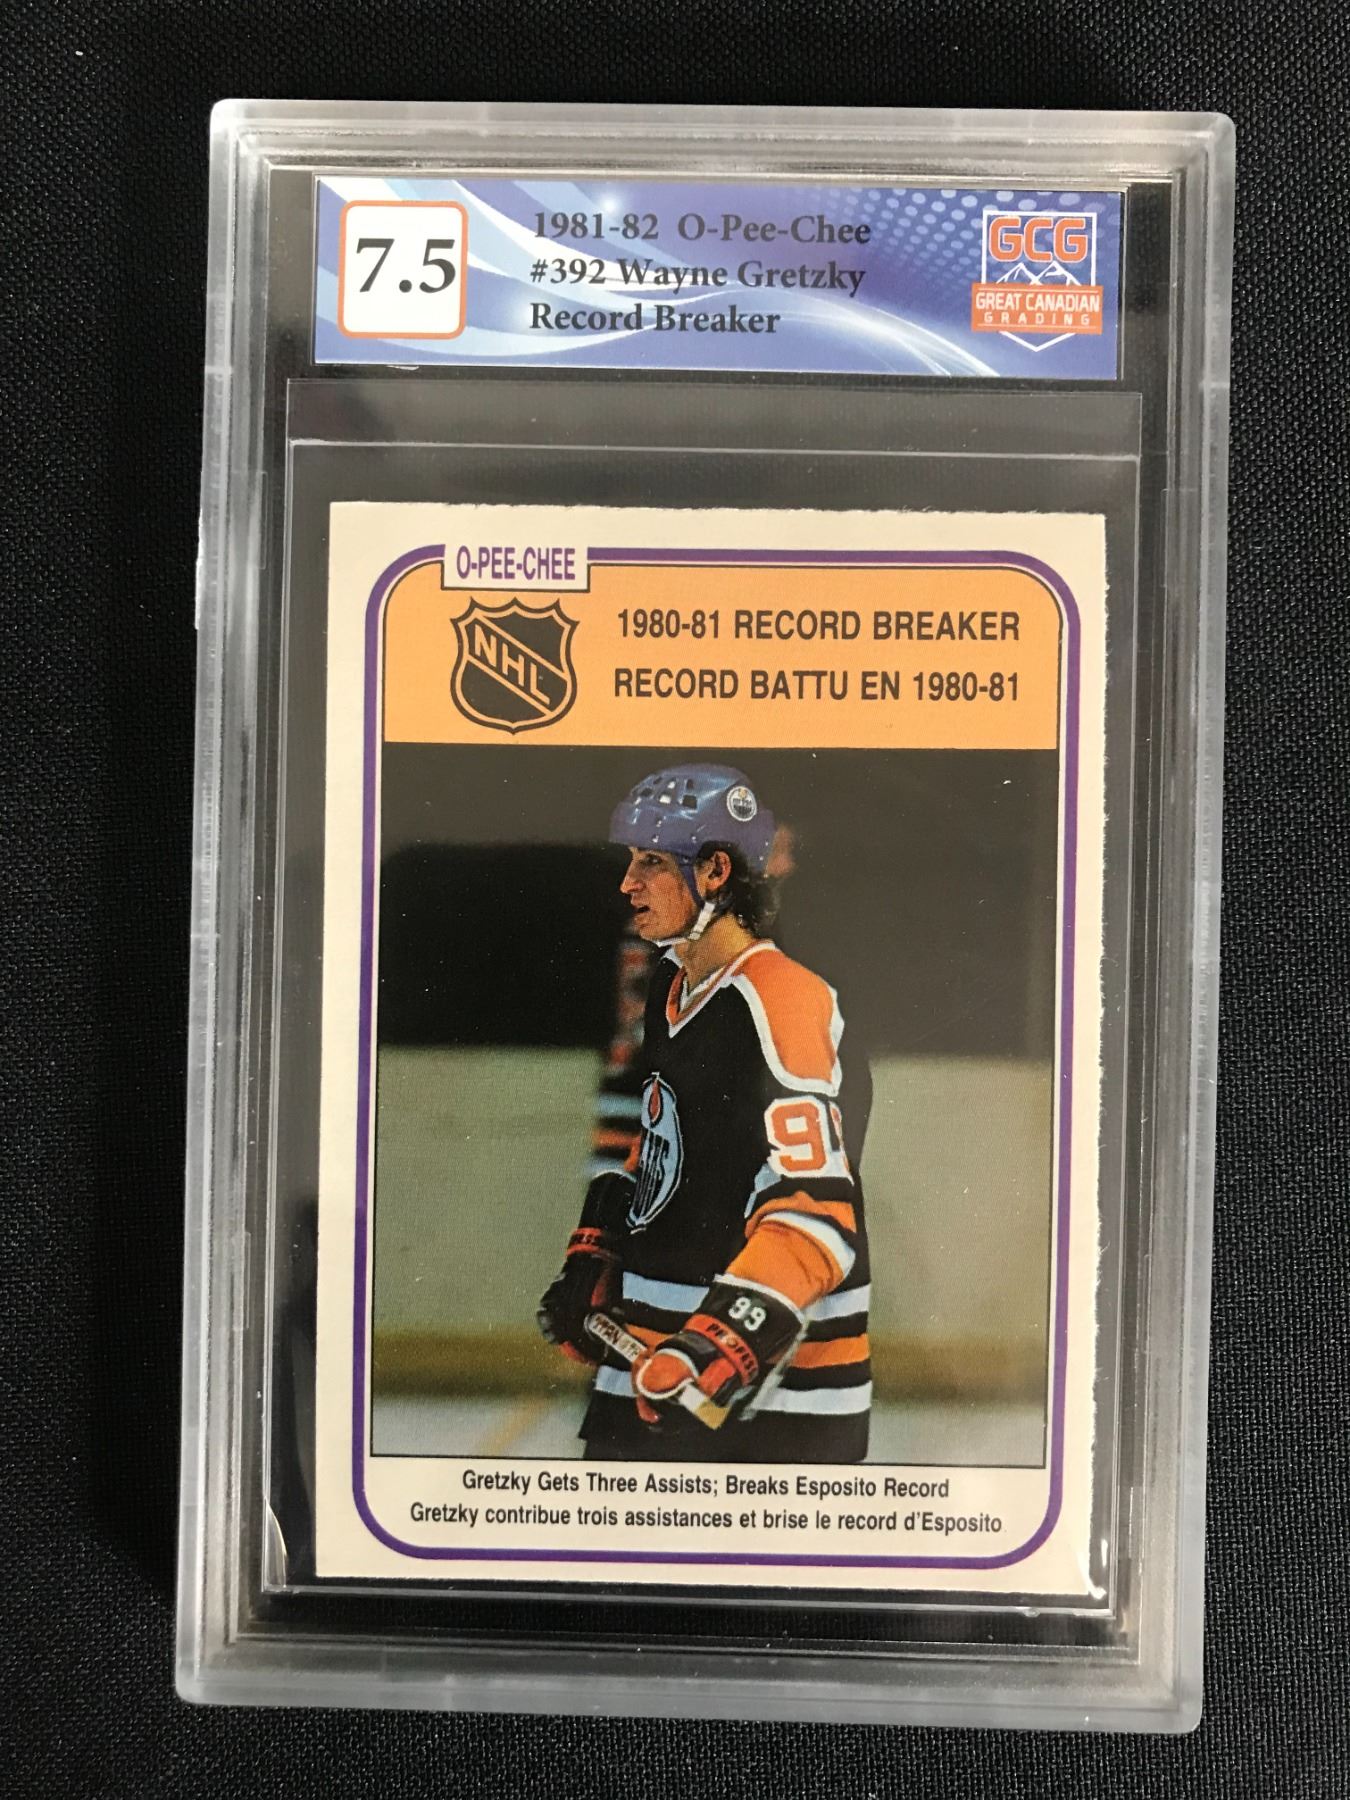 7.5
1981-82 O-Pee-Chee
#392 Wayne Gretzky
Record Breaker
GCG
GREAT CANADIAN
GRADING
O-PEE-CHEE
NHL
1980-81 RECORD BREAKER
RECORD BATTU EN 1980-81
99
Gretzky Gets Three Assists; Breaks Esposito Record
Gretzky contribue trois assistances et brise le record d'Esposito